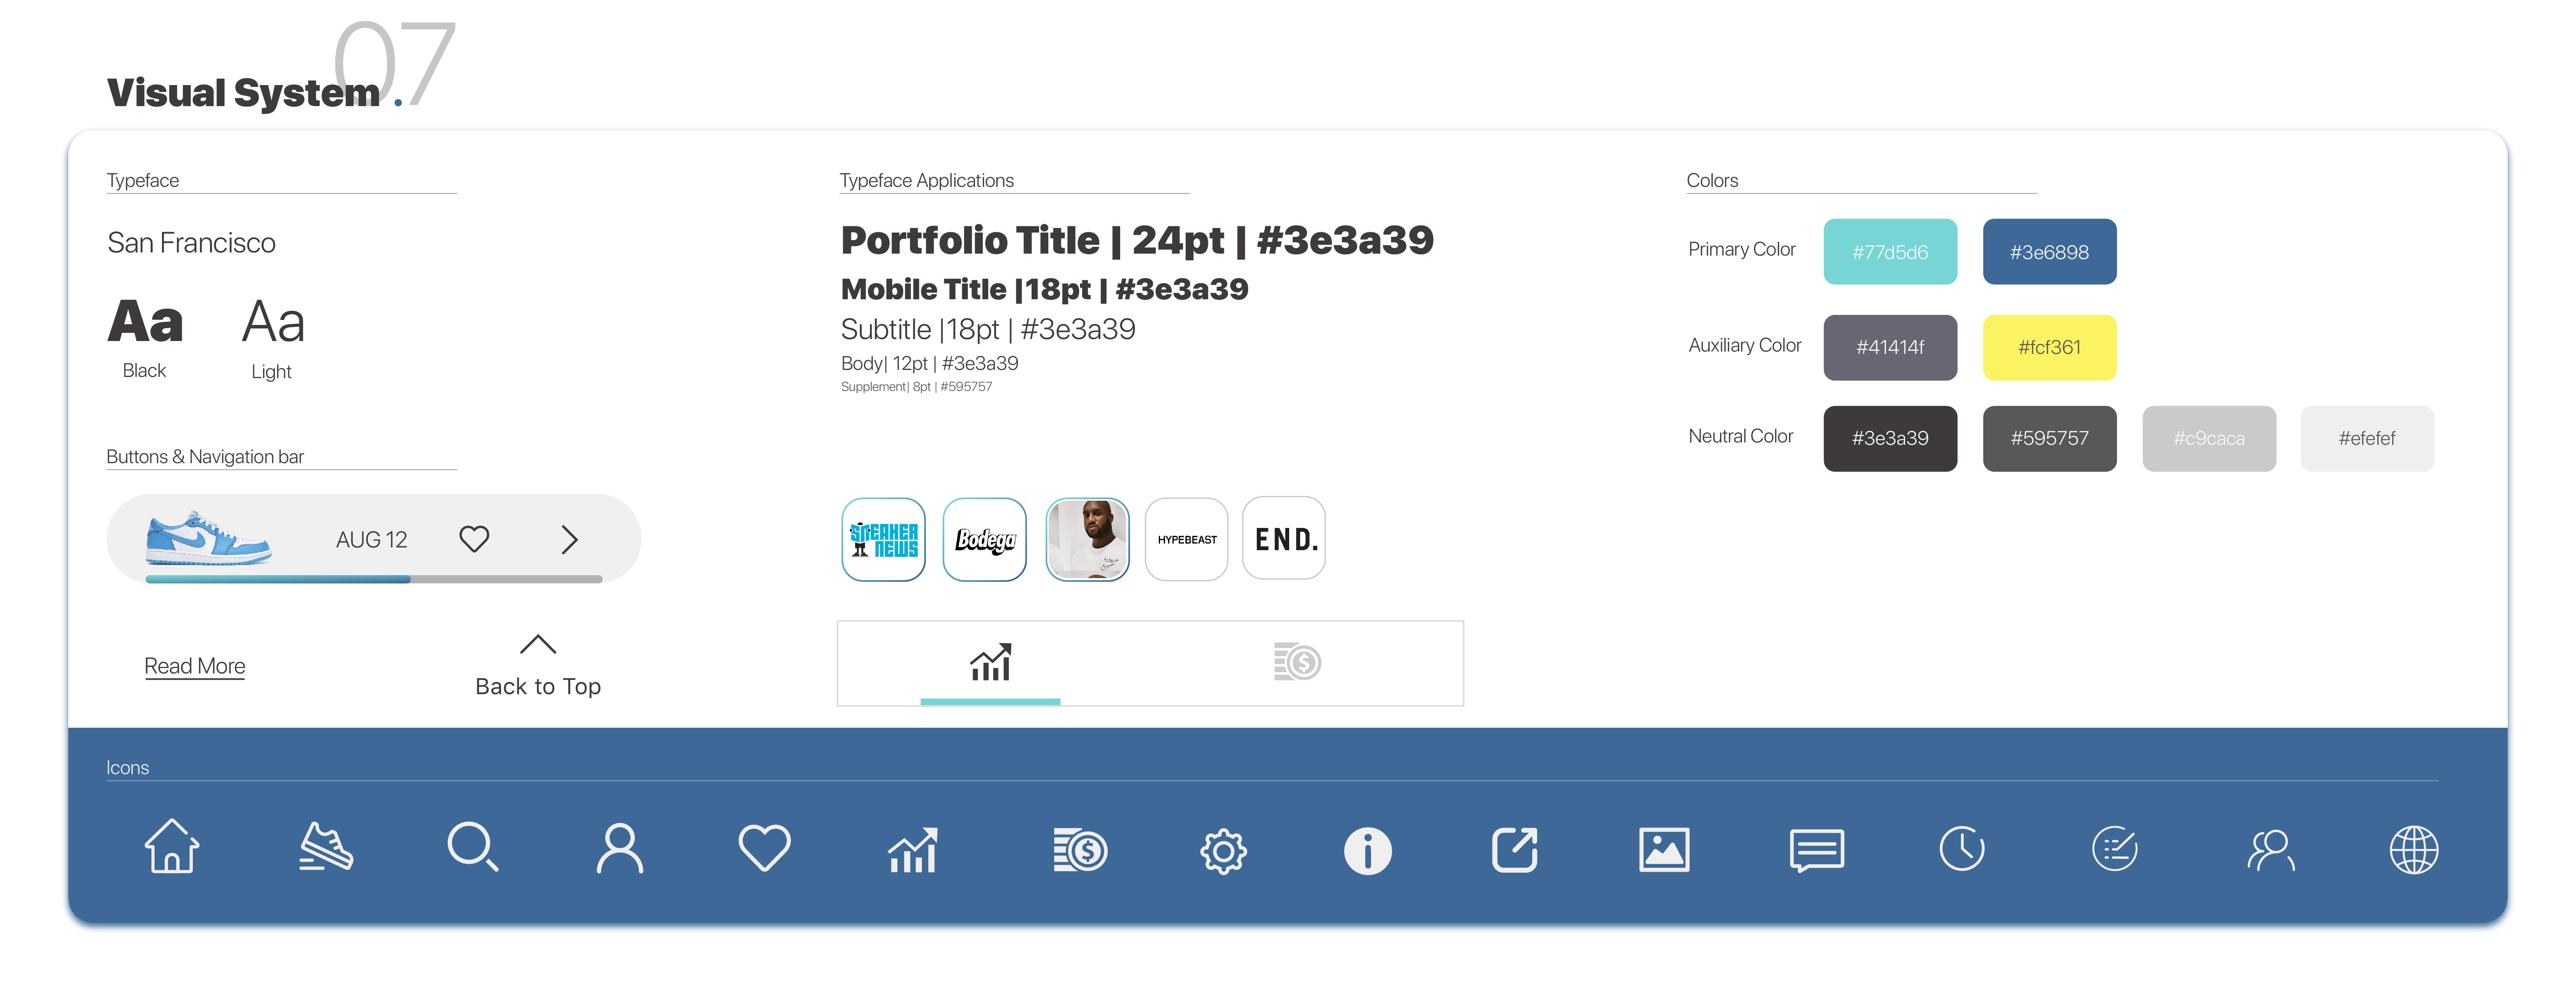 07
Visual System.
Typeface
San Francisco
Aa
Aa
Black
Light
Buttons & Navigation bar
AUG 12
Read More
Back to Top
Typeface Applications
Portfolio Title | 24pt | #3e3a39
Mobile Title |18pt | #3e3a39
Subtitle |18pt | #3e3a39
Body| 12pt | #3e3a39
Supplement| 8pt | #595757
SNEAKER
NEWS
Bodega
HYPEBEAST
END.
$
Colors
Primary Color
#77d5d6
#3e6898
Auxiliary Color
#41414f
#fcf361
Neutral Color
#3e3a39
#595757
#c9caca
#efefef
Icons
$
i